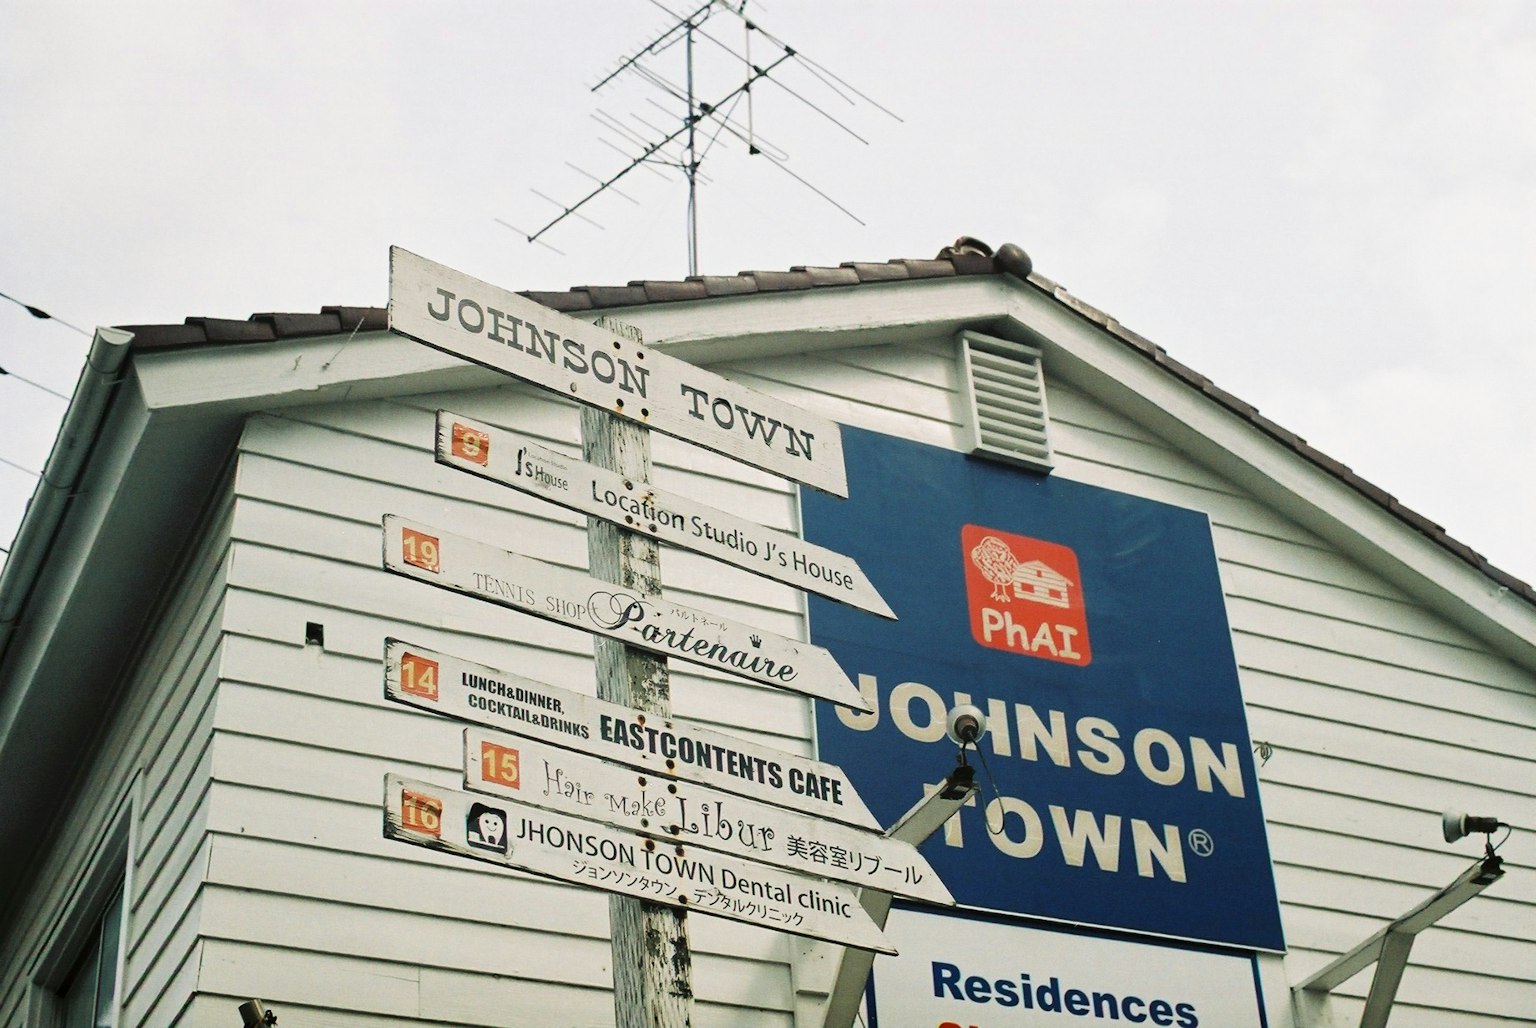 JOHNSON TOWN
9 J's House Location Studio J's House
19 TENNIS SHOP Partenaire パルトネール
14 LUNCH&DINNER, COCKTAIL&DRINKS EASTCONTENTS CAFE
15 Hair Make Libur 美容室リブール
16 JHONSON TOWN Dental clinic
ジョンソンタウン デンタルクリニック
PhAI
JOHNSON
TOWN®
Residences